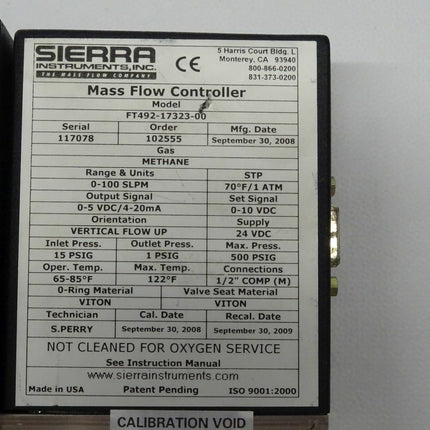 SIERRA
INSTRUMENTS, INC.
THE MASS FLOW COMPANY
CE
5 Harris Court Bldg. L
Monterey, CA 93940
800-866-0200
831-373-0200
Mass Flow Controller
Model
FT492-17323-00
Serial Order Mfg. Date
117078 102555 September 30, 2008
Gas
METHANE
Range & Units STP
0-100 SLPM 70°F/1 ATM
Output Signal Set Signal
0-5 VDC/4-20mA 0-10 VDC
Orientation Supply
VERTICAL FLOW UP 24 VDC
Inlet Press. Outlet Press. Max. Press.
15 PSIG 1 PSIG 500 PSIG
Oper. Temp. Max. Temp. Connections
65-85°F 122°F 1/2" COMP (M)
0-Ring Material Valve Seat Material
VITON VITON
Technician Cal. Date Recal. Date
S.PERRY September 30, 2008 September 30, 2009
NOT CLEANED FOR OXYGEN SERVICE
See Instruction Manual
www.sierrainstruments.com
Made in USA Patent Pending ISO 9001:2000
CALIBRATION VOID